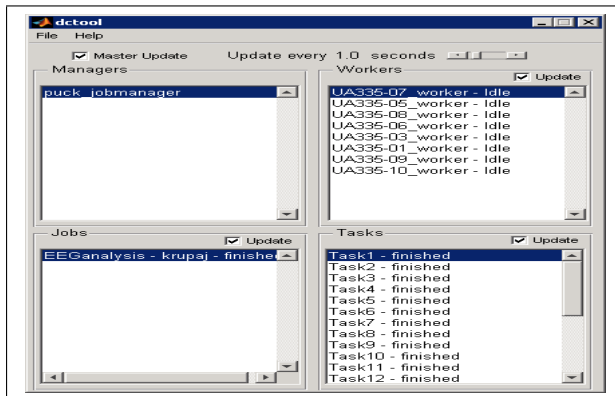 dctool
File Help
Master Update Update every 1.0 seconds
Managers
puck_jobmanager
Workers
Update
UA335-07_worker - Idle
UA335-05_worker - Idle
UA335-08_worker - Idle
UA335-06_worker - Idle
UA335-03_worker - Idle
UA335-01_worker - Idle
UA335-09_worker - Idle
UA335-10_worker - Idle
Jobs
Update
EEGanalysis - krupaj - finishe
Tasks
Update
Task1 - finished
Task2 - finished
Task3 - finished
Task4 - finished
Task5 - finished
Task6 - finished
Task7 - finished
Task8 - finished
Task9 - finished
Task10 - finished
Task11 - finished
Task12 - finished